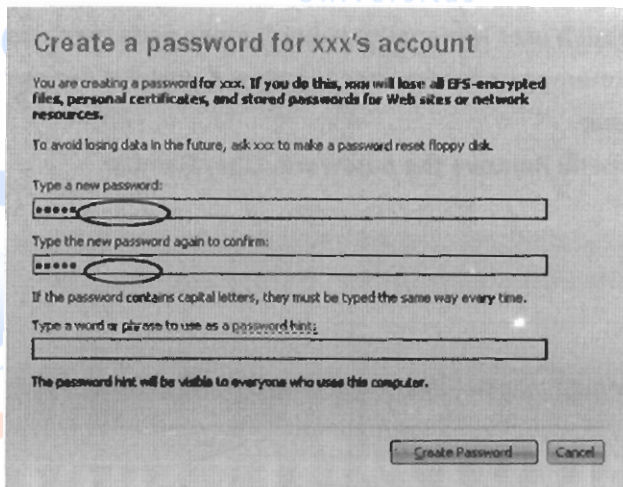 Create a password for xxx's account
You are creating a password for xxx. If you do this, xxx will lose all EFS-encrypted
files, personal certificates, and stored passwords for Web sites or network
resources.
To avoid losing data in the future, ask xxx to make a password reset floppy disk.
Type a new password:
•••••
Type the new password again to confirm:
•••••
If the password contains capital letters, they must be typed the same way every time.
Type a word or phrase to use as a password hint:
The password hint will be visible to everyone who uses this computer.
Create Password Cancel